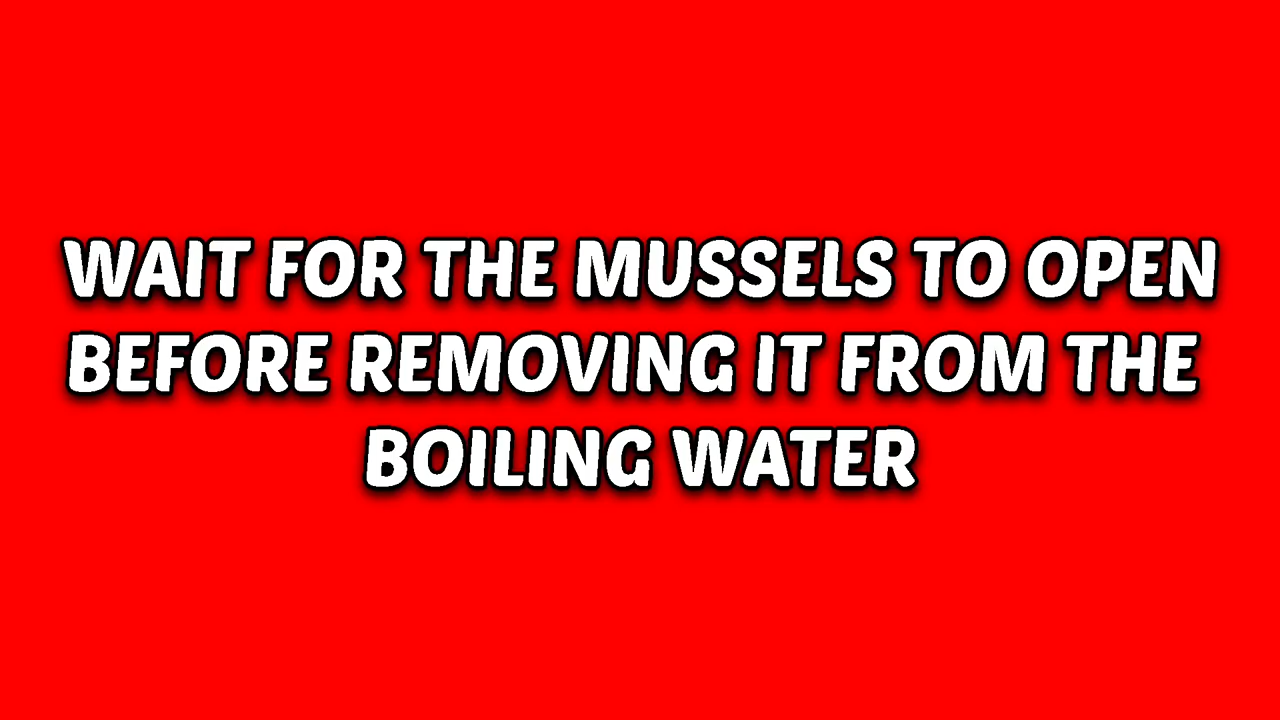 WAIT FOR THE MUSSELS TO OPEN
BEFORE REMOVING IT FROM THE
BOILING WATER